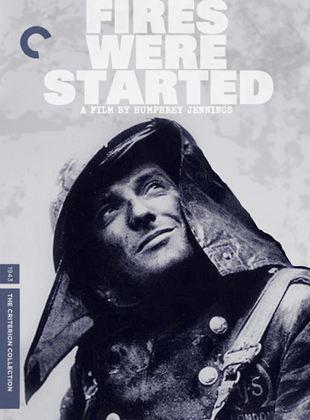 FIRES
WERE
STARTED
A FILM BY HUMPHREY JENNINGS
1943
THE CRITERION COLLECTION